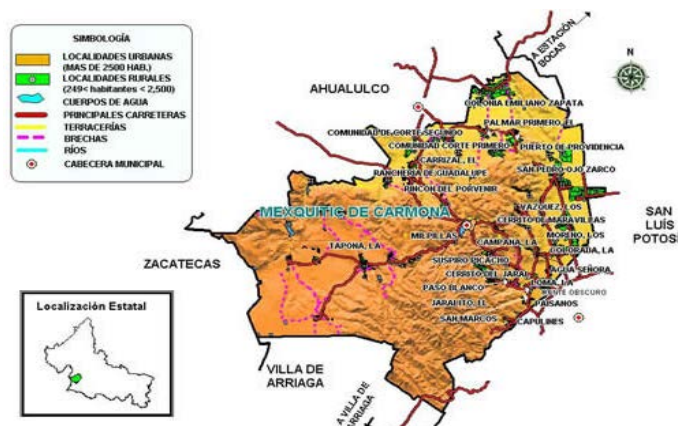 SIMBOLOGÍA
LOCALIDADES URBANAS
(MAS DE 2500 HAB.)
LOCALIDADES RURALES
(249< habitantes < 2,500)
CUERPOS DE AGUA
PRINCIPALES CARRETERAS
TERRACERÍAS
BRECHAS
RÍOS
CABECERA MUNICIPAL
A ESTACIÓN
BOCAS
N
AHUALULCO
COLONIA EMILIANO ZAPATA
PALMAR PRIMERO, EL
COMUNIDAD DE CORTE SEGUNDO
COMUNIDAD CORTE PRIMERO
PUERTO DE PROVIDENCIA
CARRIZAL, EL
RANCHERIA DE GUADALUPE
SAN PEDRO OJO ZARCO
RINCON DEL PORVENIR
MEXQUITIC DE CARMONA
VAZQUEZ, LOS
CERRITO DE MARAVILLAS
SAN
LUÍS
POTOSÍ
MILPILLAS
MORENO, LOS
CAMPANA, LA
COLORADA, LA
TAPONA, LA
ZACATECAS
SUSPIRO PICACHO
AGUA SEÑORA,
CERRITO DEL JARAL
LOMA, LA
PASO BLANCO
MONTE OBSCURO
JARALITO, EL
PAISANOS
SAN MARCOS
CAPULINES
Localización Estatal
VILLA DE
ARRIAGA
A VILLA DE
ARRIAGA